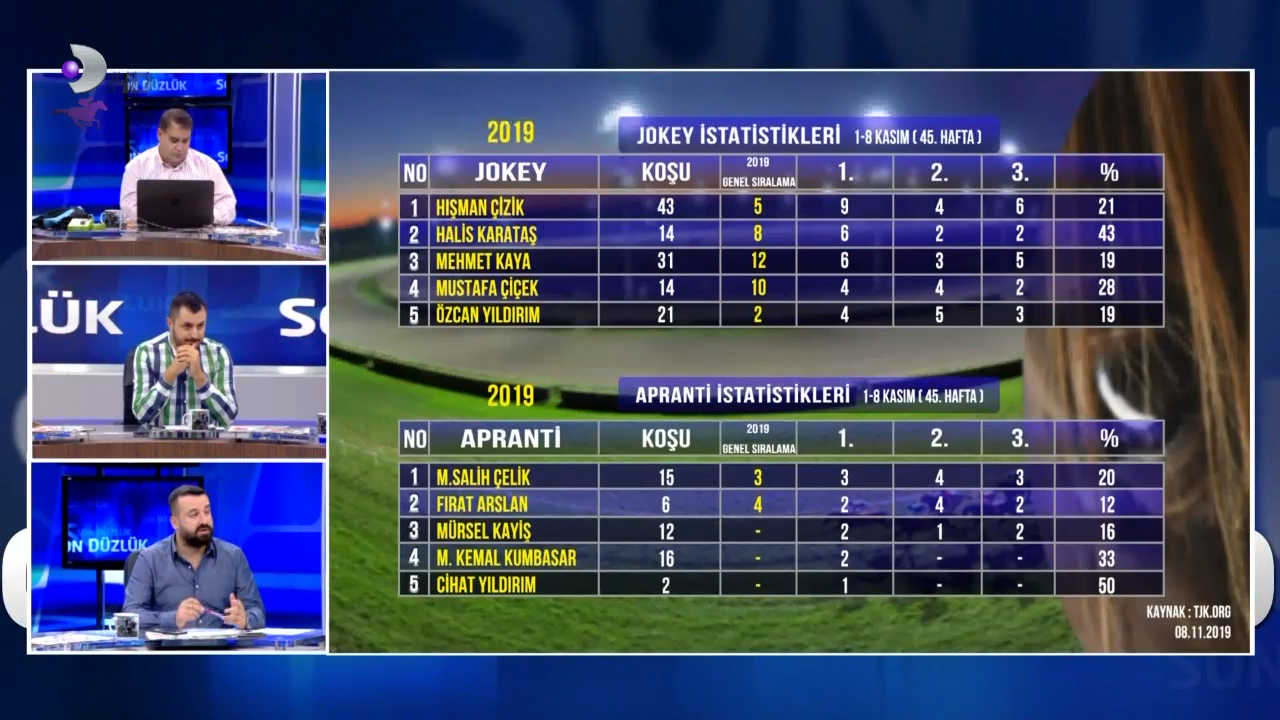 SON D
N DÜZLÜK
S
LÜK
So
ON DÜZLÜK
2019
JOKEY İSTATİSTİKLERİ 1-8 KASIM ( 45. HAFTA )
NO JOKEY KOŞU 2019 GENEL SIRALAMA 1. 2. 3. %
1 HIŞMAN ÇİZİK 43 5 9 4 6 21
2 HALİS KARATAŞ 14 8 6 2 2 43
3 MEHMET KAYA 31 12 6 3 5 19
4 MUSTAFA ÇİÇEK 14 10 4 4 2 28
5 ÖZCAN YILDIRIM 21 2 4 5 3 19
2019
APRANTİ İSTATİSTİKLERİ 1-8 KASIM ( 45. HAFTA )
NO APRANTİ KOŞU 2019 GENEL SIRALAMA 1. 2. 3. %
1 M.SALİH ÇELİK 15 3 3 4 3 20
2 FIRAT ARSLAN 6 4 2 4 2 12
3 MÜRSEL KAYİŞ 12 - 2 1 2 16
4 M. KEMAL KUMBASAR 16 - 2 - - 33
5 CİHAT YILDIRIM 2 - 1 - - 50
KAYNAK : TJK.ORG
08.11.2019
SON